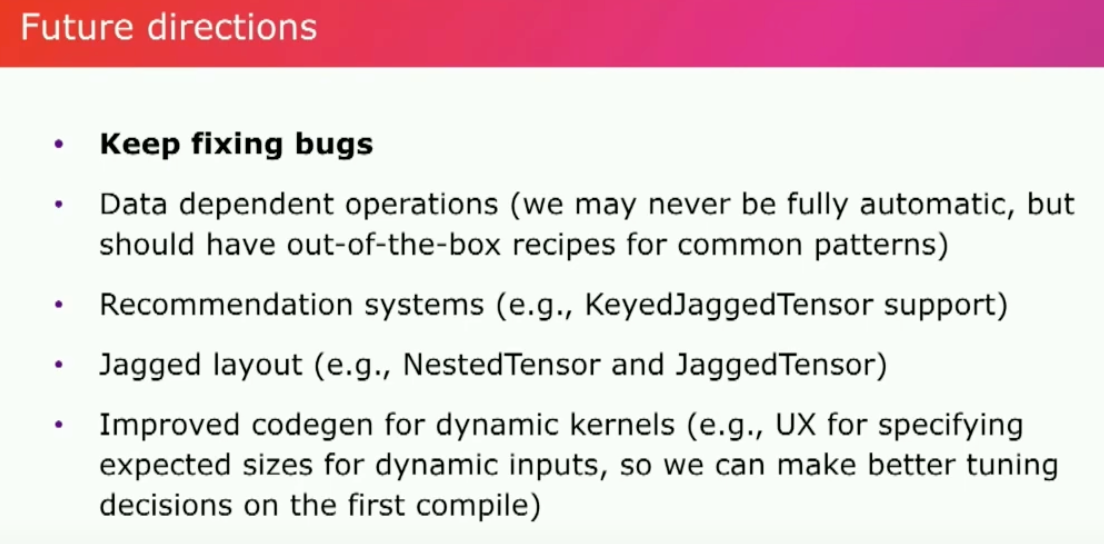 Future directions
• Keep fixing bugs
• Data dependent operations (we may never be fully automatic, but
should have out-of-the-box recipes for common patterns)
• Recommendation systems (e.g., KeyedJaggedTensor support)
• Jagged layout (e.g., NestedTensor and JaggedTensor)
• Improved codegen for dynamic kernels (e.g., UX for specifying
expected sizes for dynamic inputs, so we can make better tuning
decisions on the first compile)